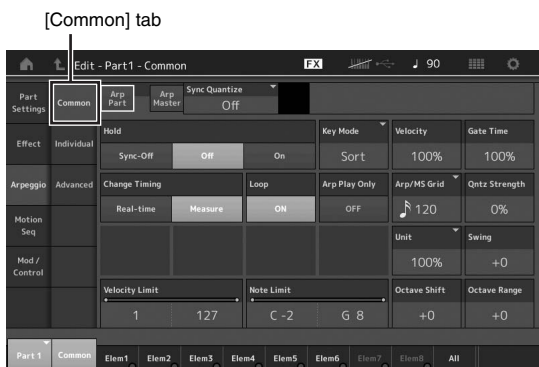 [Common] tab
Edit - Part1 - Common
FX
♩ 90
Part Settings
Common
Arp Part
Arp Master
Sync Quantize
Off
Effect
Individual
Hold
Sync-Off
Off
On
Key Mode
Sort
Velocity
100%
Gate Time
100%
Arpeggio
Advanced
Change Timing
Real-time
Measure
Loop
ON
Arp Play Only
OFF
Arp/MS Grid
♪ 120
Qntz Strength
0%
Motion Seq
Unit
100%
Swing
+0
Mod / Control
Velocity Limit
1
127
Note Limit
C -2
G 8
Octave Shift
+0
Octave Range
+0
Part 1
Common
Elem1
Elem2
Elem3
Elem4
Elem5
Elem6
Elem7
Elem8
All